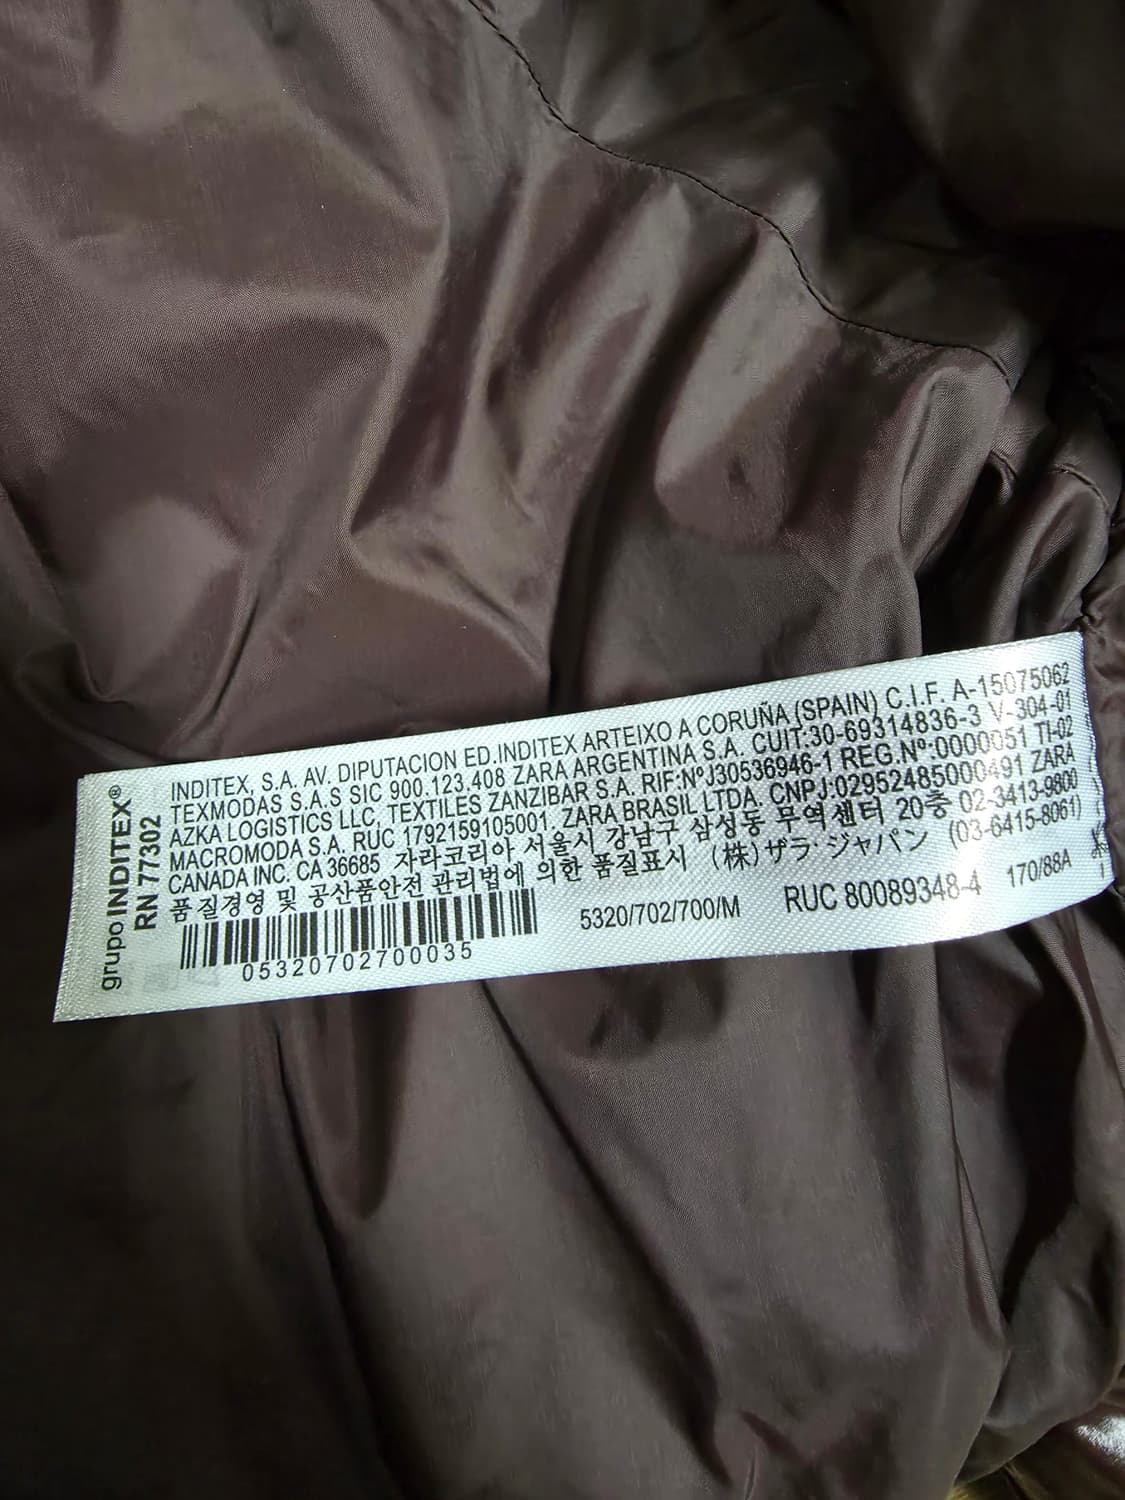 grupo INDITEX®
RN 77302
INDITEX, S.A. AV. DIPUTACION ED.INDITEX ARTEIXO A CORUÑA (SPAIN) C.I.F. A-15075062
TEXMODAS S.A.S SIC 900.123.408 ZARA ARGENTINA S.A. CUIT:30-69314836-3 V-304-01
AZKA LOGISTICS LLC, TEXTILES ZANZIBAR S.A. RIF:NºJ30536946-1 REG.Nº:0000051 TI-02
MACROMODA S.A. RUC 1792159105001, ZARA BRASIL LTDA. CNPJ:02952485000491 ZARA
CANADA INC. CA 36685 자라코리아 서울시 강남구 삼성동 무역센터 20층 02-3413-9800
품질경영 및 공산품안전 관리법에 의한 품질표시 (株)ザラ·ジャパン (03-6415-8061)
05320702700035
5320/702/700/M
RUC 80089348-4
170/88A